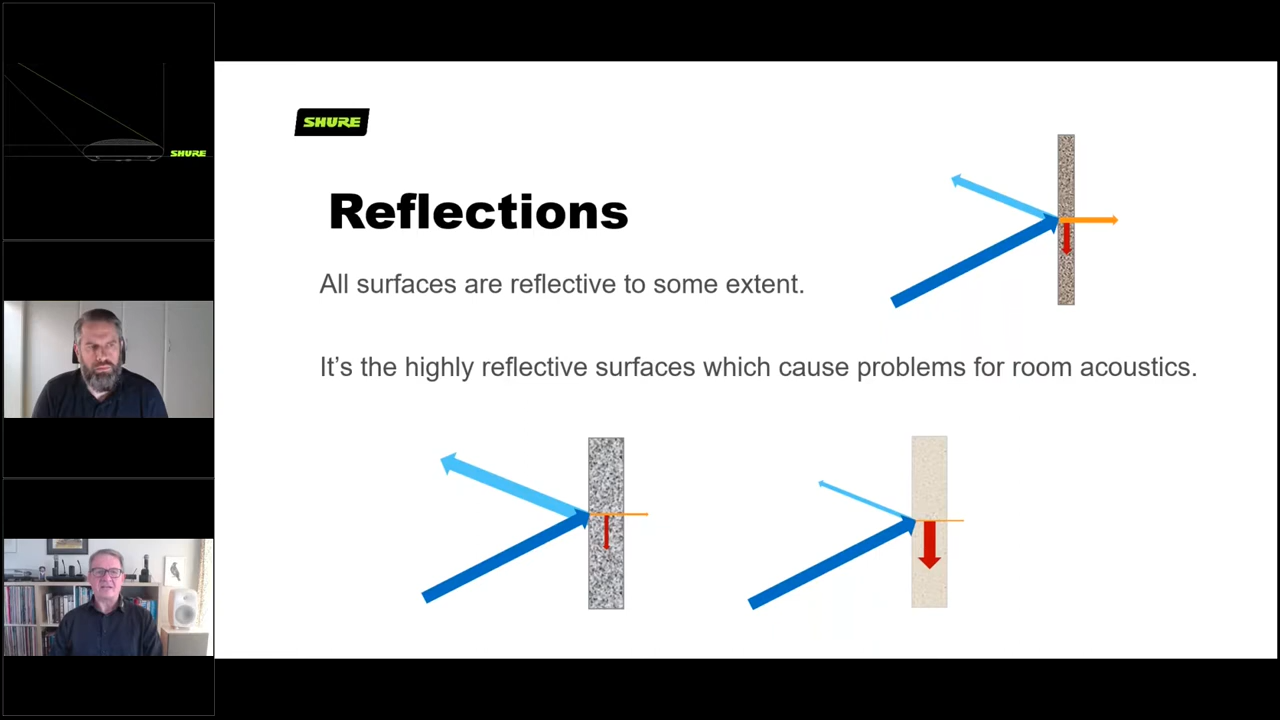 SHURE
SHURE
Reflections
All surfaces are reflective to some extent.
It’s the highly reflective surfaces which cause problems for room acoustics.